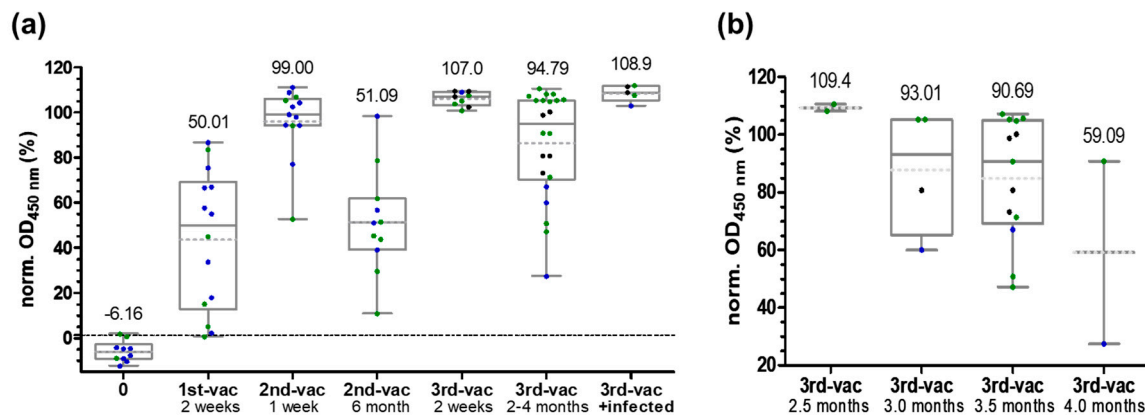 (a)
norm. OD450 nm (%)
120
100
80
60
40
20
0
-6.16
50.01
99.00
51.09
107.0
94.79
108.9
0
1st-vac
2 weeks
2nd-vac
1 week
2nd-vac
6 month
3rd-vac
2 weeks
3rd-vac
2-4 months
3rd-vac
+infected
(b)
norm. OD450 nm (%)
120
100
80
60
40
20
109.4
93.01
90.69
59.09
3rd-vac
2.5 months
3rd-vac
3.0 months
3rd-vac
3.5 months
3rd-vac
4.0 months